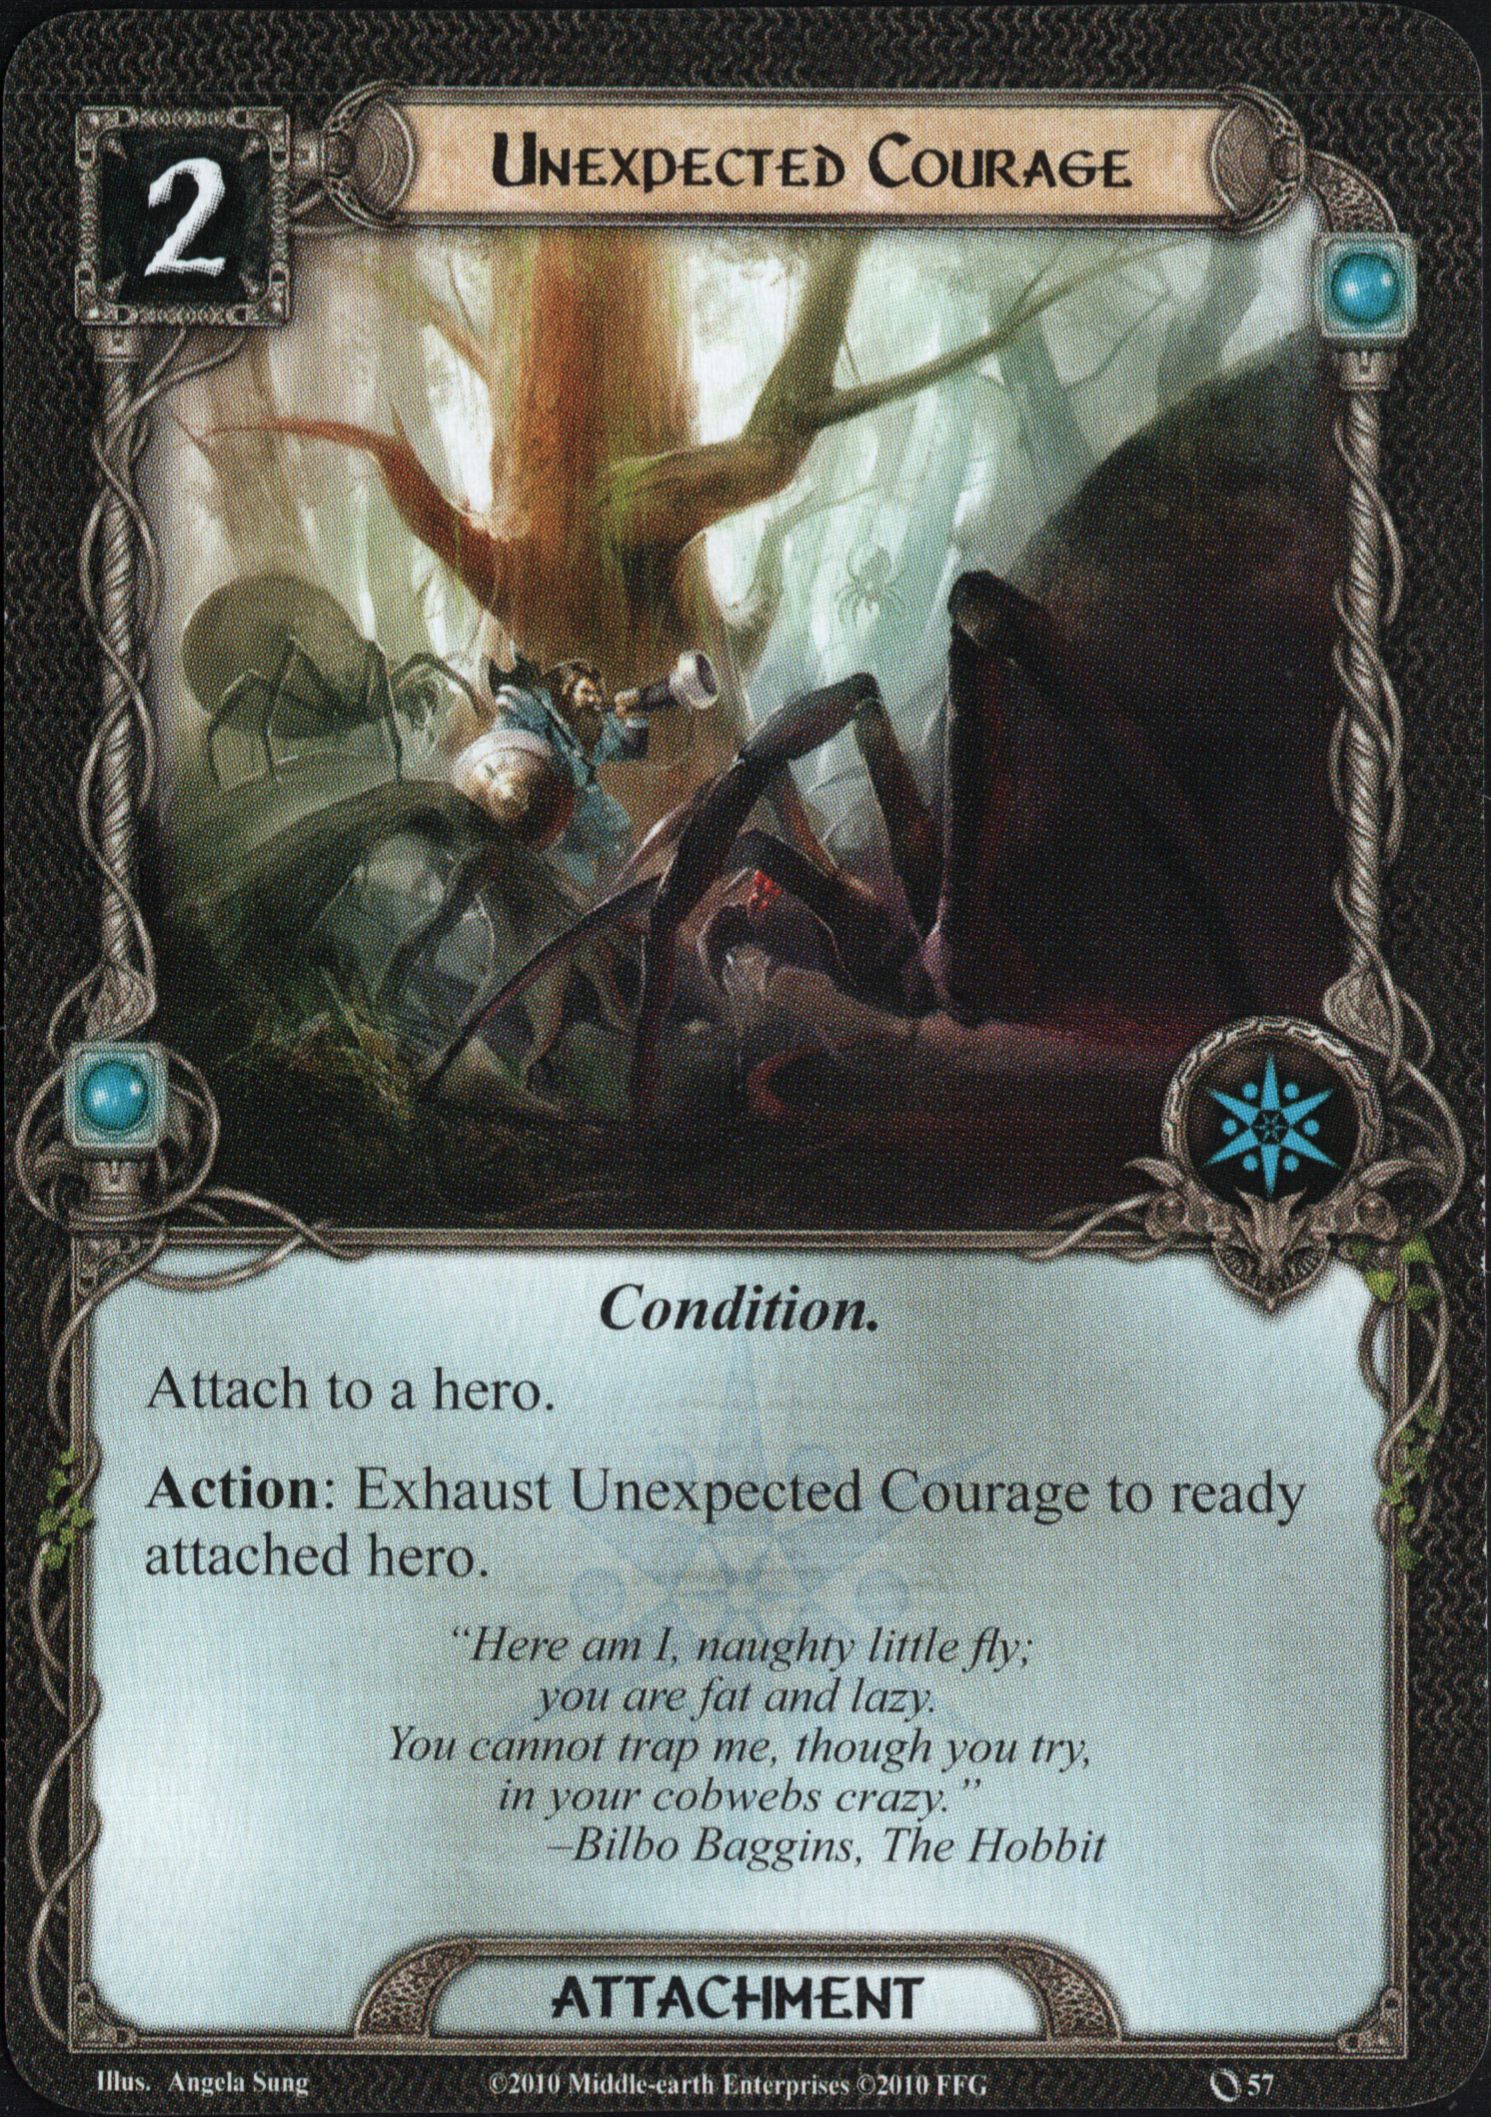 2
Unexpected Courage
Condition.
Attach to a hero.
Action: Exhaust Unexpected Courage to ready
attached hero.
“Here am I, naughty little fly;
you are fat and lazy.
You cannot trap me, though you try,
in your cobwebs crazy.”
–Bilbo Baggins, The Hobbit
ATTACHMENT
Illus. Angela Sung ©2010 Middle-earth Enterprises ©2010 FFG 57